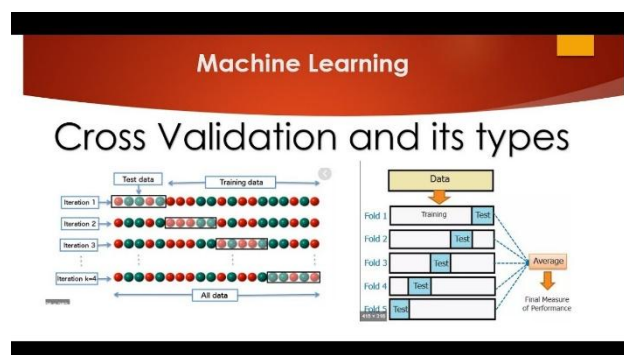 Machine Learning
Cross Validation and its types
Test data
Training data
Iteration 1
Iteration 2
Iteration 3
Iteration k=4
All data
Data
Fold 1
Training
Test
Fold 2
Test
Fold 3
Test
Fold 4
Test
Fold 5
Test
Average
Final Measure
of Performance